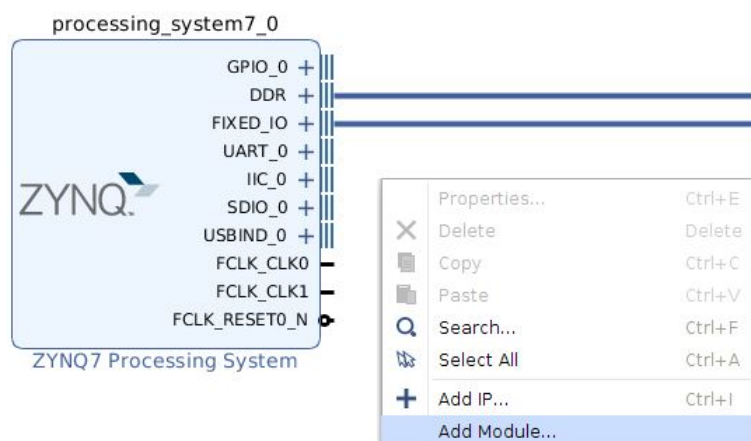 processing_system7_0
GPIO_0
DDR
FIXED_IO
UART_0
IIC_0
SDIO_0
USBIND_0
FCLK_CLK0
FCLK_CLK1
FCLK_RESET0_N
ZYNQ
ZYNQ7 Processing System
Properties... Ctrl+E
Delete Delete
Copy Ctrl+C
Paste Ctrl+V
Search... Ctrl+F
Select All Ctrl+A
Add IP... Ctrl+I
Add Module...